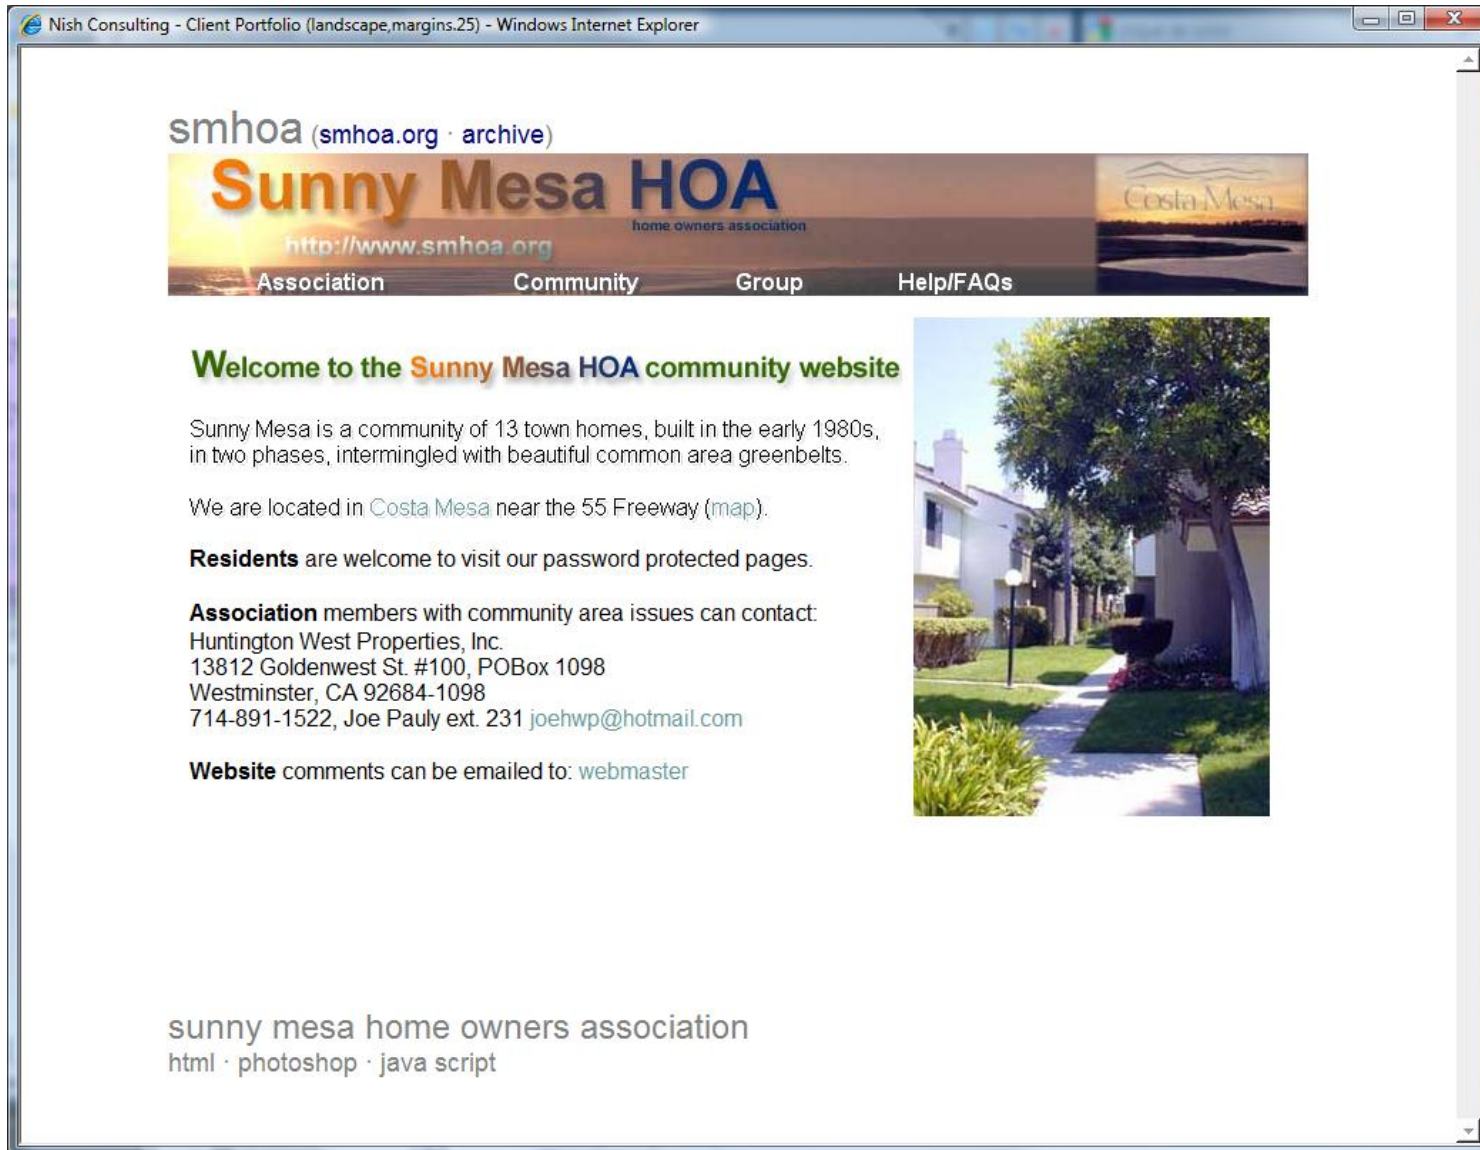 Nish Consulting - Client Portfolio (landscape,margins.25) - Windows Internet Explorer
smhoa (smhoa.org · archive)
Sunny Mesa HOA
home owners association
http://www.smhoa.org
Costa Mesa
Association Community Group Help/FAQs
Welcome to the Sunny Mesa HOA community website
Sunny Mesa is a community of 13 town homes, built in the early 1980s,
in two phases, intermingled with beautiful common area greenbelts.
We are located in Costa Mesa near the 55 Freeway (map).
Residents are welcome to visit our password protected pages.
Association members with community area issues can contact:
Huntington West Properties, Inc.
13812 Goldenwest St. #100, POBox 1098
Westminster, CA 92684-1098
714-891-1522, Joe Pauly ext. 231 joehwp@hotmail.com
Website comments can be emailed to: webmaster
sunny mesa home owners association
html · photoshop · java script